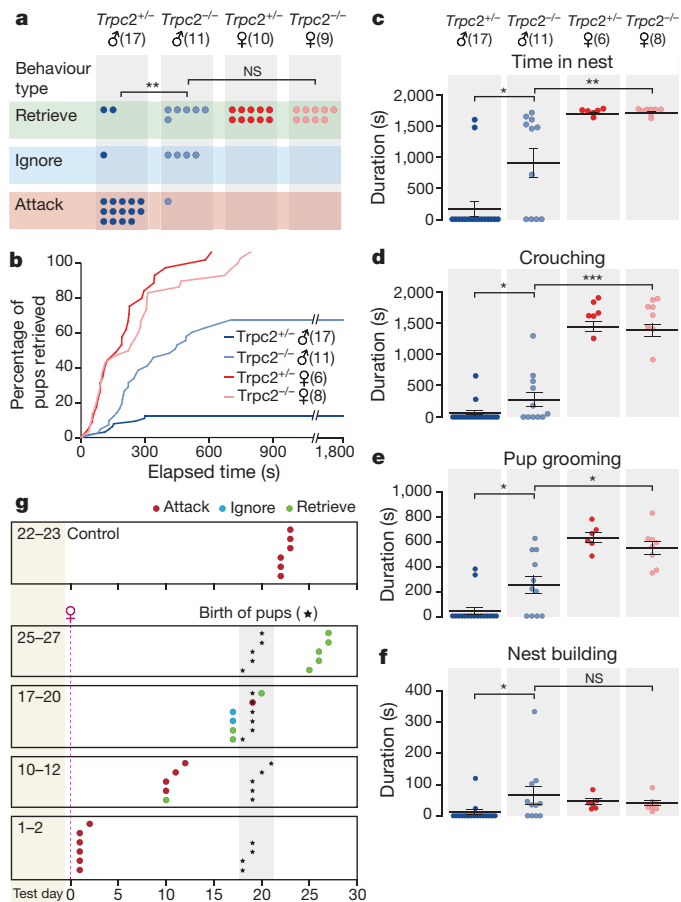 a
Trpc2+/– Trpc2–/– Trpc2+/– Trpc2–/–
♂(17) ♂(11) ♀(10) ♀(9)
Behaviour
type
** NS
Retrieve
Ignore
Attack
b
Percentage of
pups retrieved
100
80
60
40
20
0
Trpc2+/– ♂(17)
Trpc2–/– ♂(11)
Trpc2+/– ♀(6)
Trpc2–/– ♀(8)
0 300 600 900 1,800
Elapsed time (s)
g
Attack Ignore Retrieve
22–23 Control
♀
Birth of pups (★)
25–27
17–20
10–12
1–2
Test day 0 5 10 15 20 25 30
c
Trpc2+/– Trpc2–/– Trpc2+/– Trpc2–/–
♂(17) ♂(11) ♀(6) ♀(8)
Time in nest
* **
Duration (s)
2,000
1,500
1,000
500
0
d
Crouching
* ***
Duration (s)
2,000
1,500
1,000
500
0
e
Pup grooming
* *
Duration (s)
1,000
800
600
400
200
0
f
Nest building
* NS
Duration (s)
400
300
200
100
0